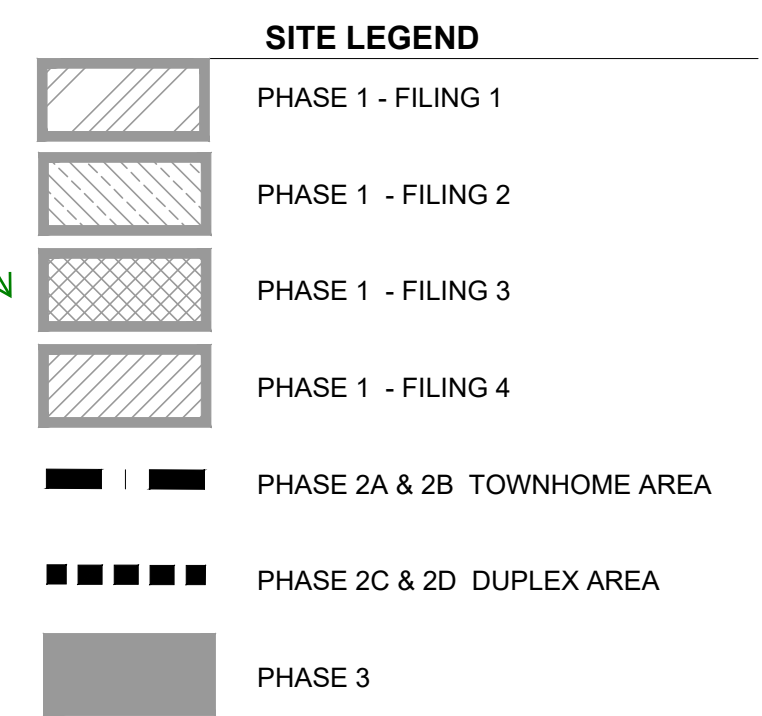 SITE LEGEND
PHASE 1 - FILING 1
PHASE 1 - FILING 2
PHASE 1 - FILING 3
PHASE 1 - FILING 4
PHASE 2A & 2B TOWNHOME AREA
PHASE 2C & 2D DUPLEX AREA
PHASE 3